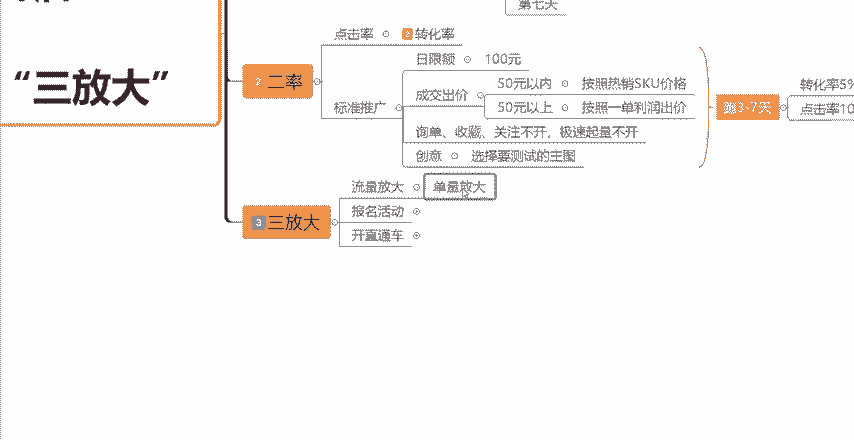 第七天
点击率 2 转化率
日限额 100元
2 二率
"三放大"
50元以内 按照热销SKU价格
成交出价
转化率5%
标准推广
50元以上 按照一单利润出价
第3-7天
点击率10
询单、收藏、关注不开，极速起量不开
创意 选择要测试的主图
流量放大 单量放大
报名活动
3 三放大
开直通车